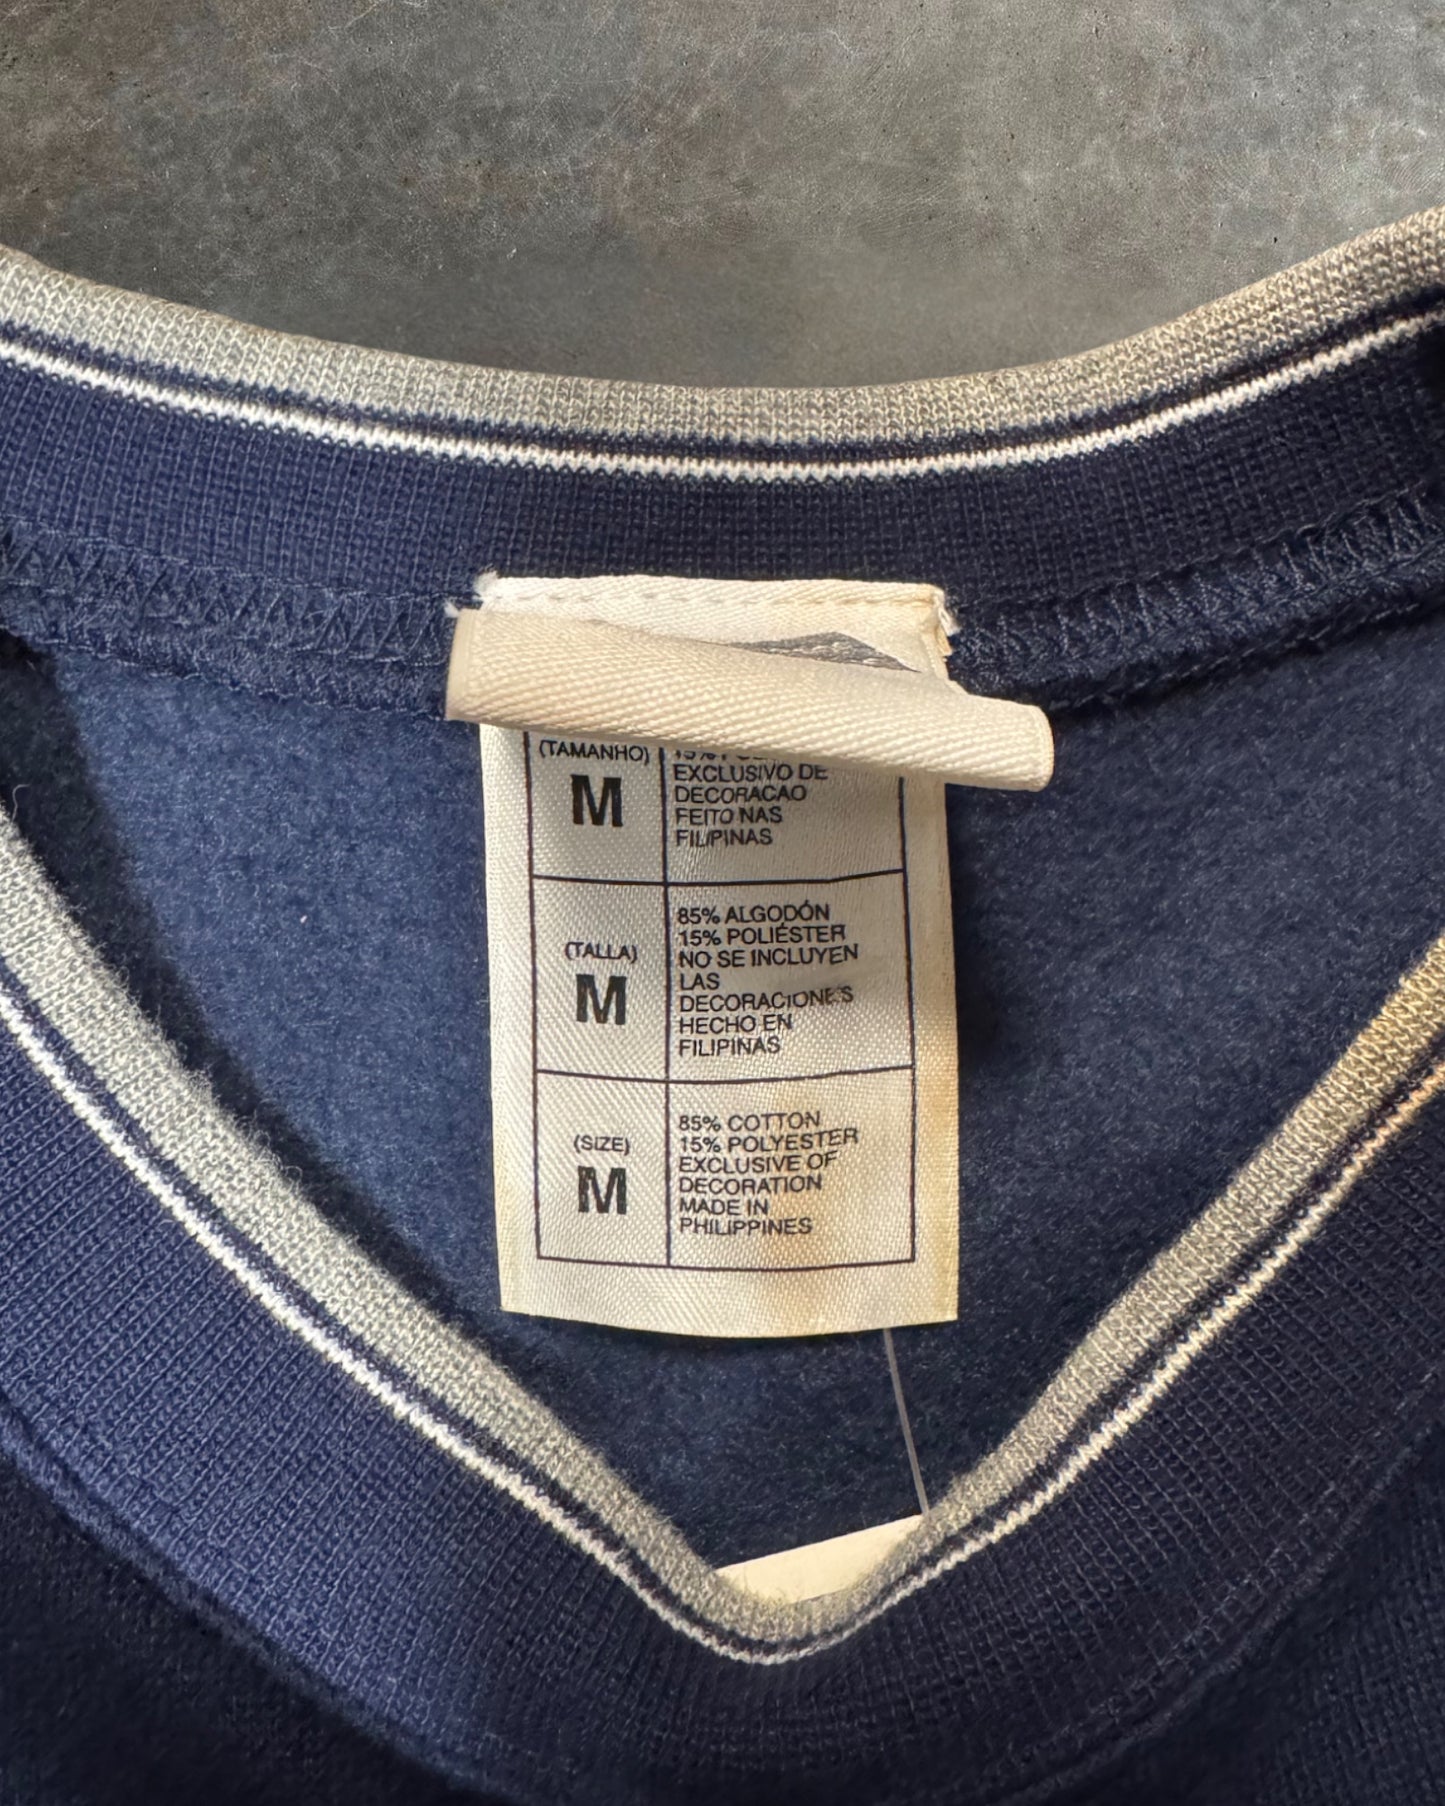 (TAMANHO)
M
15%
EXCLUSIVO DE
DECORACAO
FEITO NAS
FILIPINAS
(TALLA)
M
85% ALGODÓN
15% POLIÉSTER
NO SE INCLUYEN
LAS
DECORACIONES
HECHO EN
FILIPINAS
(SIZE)
M
85% COTTON
15% POLYESTER
EXCLUSIVE OF
DECORATION
MADE IN
PHILIPPINES